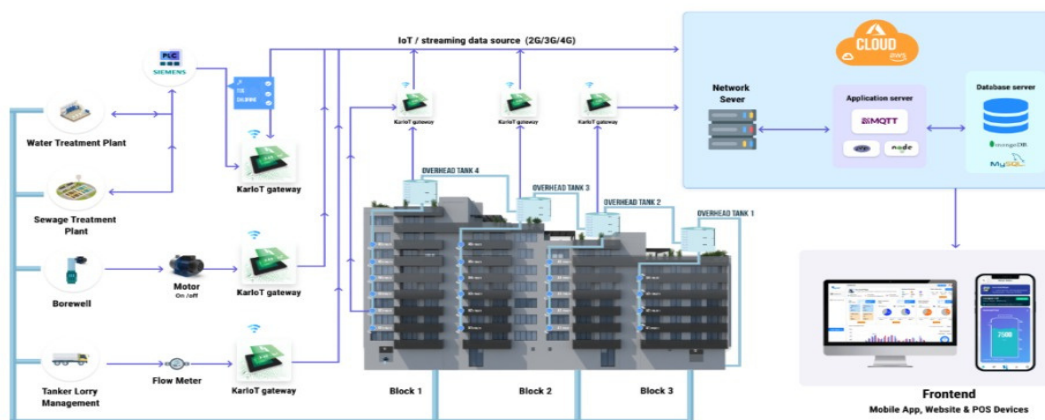 IoT / streaming data source (2G/3G/4G)
PLC
SIEMENS
CLOUD
aws
Network
Sever
Application server
MQTT
php
node
Database server
mongoDB
MySQL
Water Treatment Plant
KarIoT gateway
KarIoT gateway
KarIoT gateway
KarIoT gateway
Sewage Treatment
Plant
OVERHEAD TANK 4
OVERHEAD TANK 3
OVERHEAD TANK 2
OVERHEAD TANK 1
Borewell
Motor
On /off
KarIoT gateway
Tanker Lorry
Management
Flow Meter
KarIoT gateway
Block 1
Block 2
Block 3
Frontend
Mobile App, Website & POS Devices